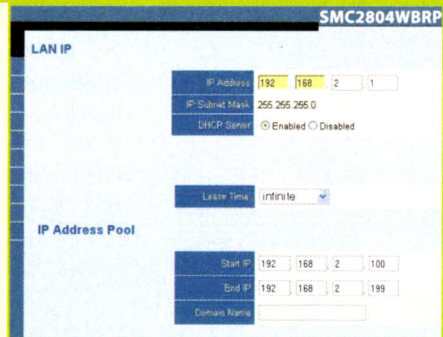 SMC2804WBRP
LAN IP
IP Address 192 . 168 . 2 . 1
IP Subnet Mask 255.255.255.0
DHCP Server Enabled Disabled
Lease Time infinite
IP Address Pool
Start IP 192 . 168 . 2 . 100
End IP 192 . 168 . 2 . 199
Domain Name